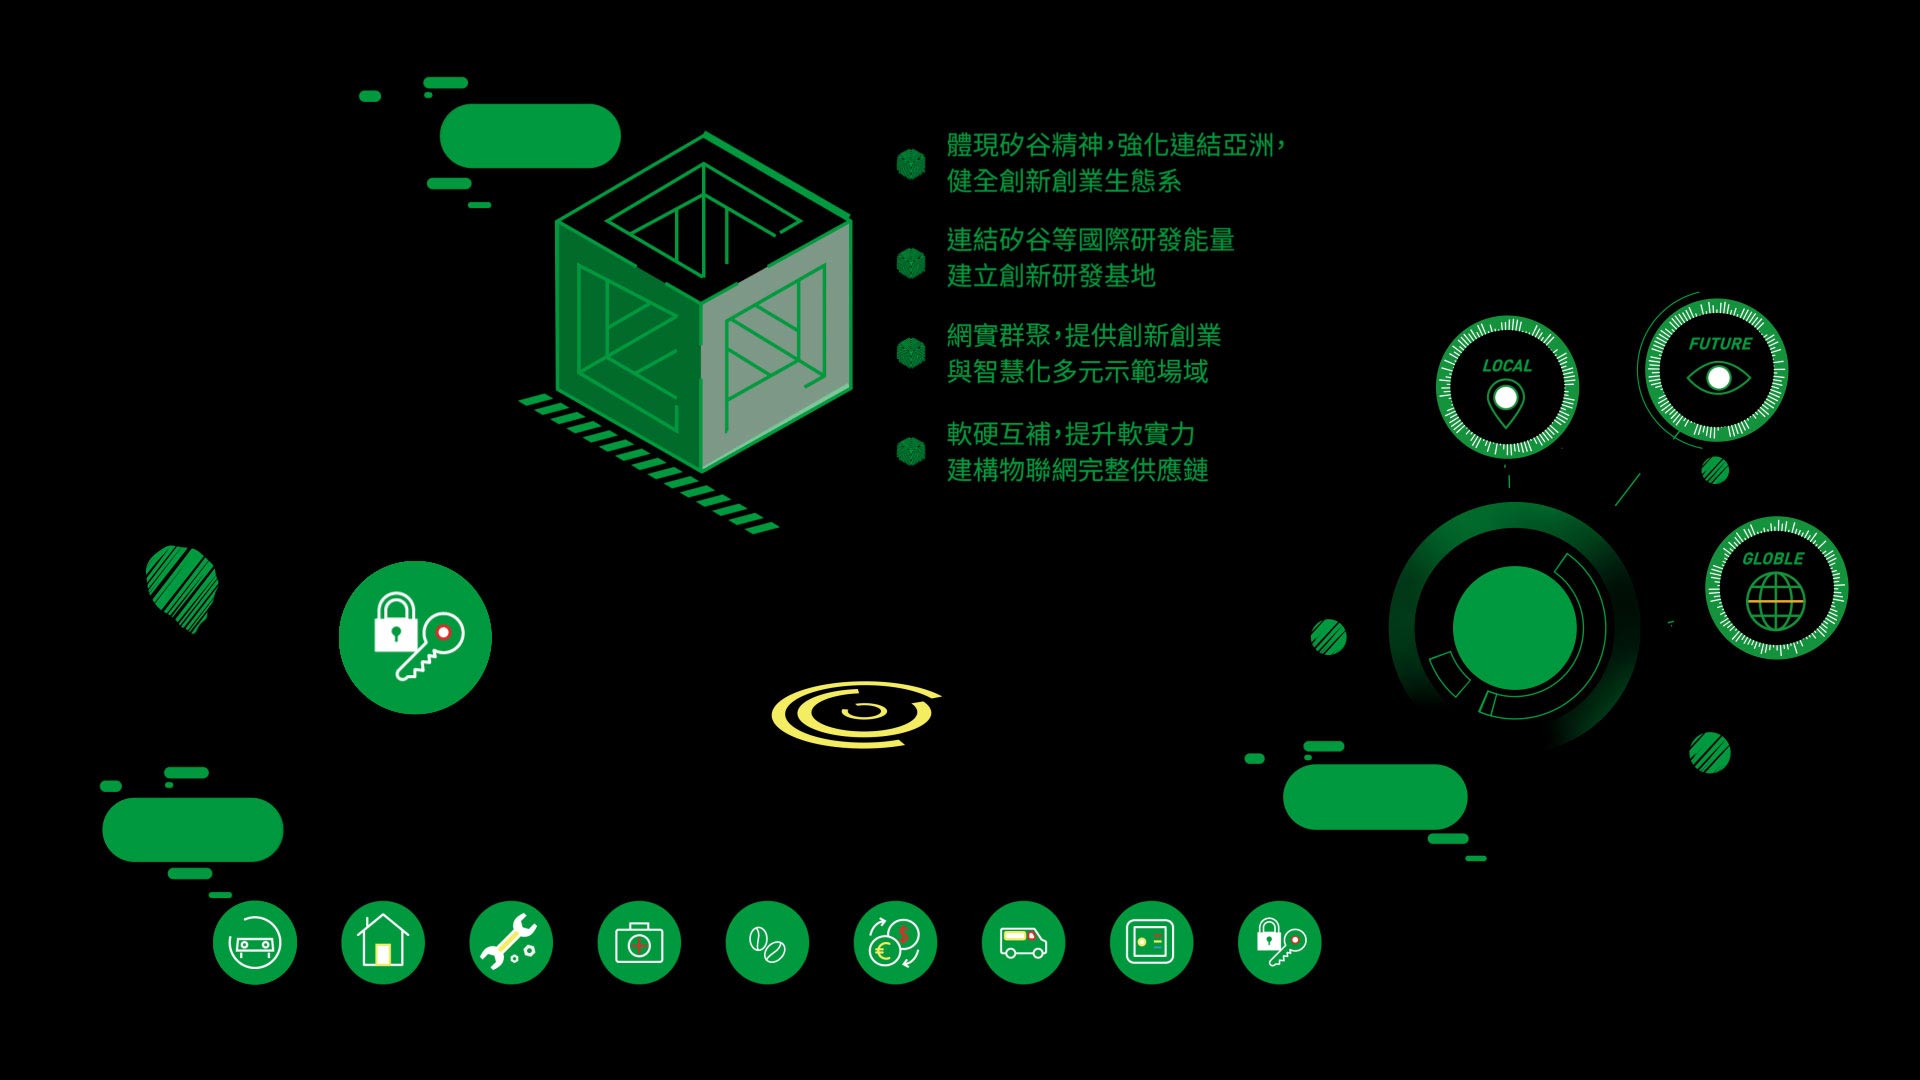 體現矽谷精神，強化連結亞洲，
健全創新創業生態系
連結矽谷等國際研發能量
建立創新研發基地
網實群聚，提供創新創業
與智慧化多元示範場域
軟硬互補，提升軟實力
建構物聯網完整供應鏈
LOCAL
FUTURE
GLOBLE
$
€